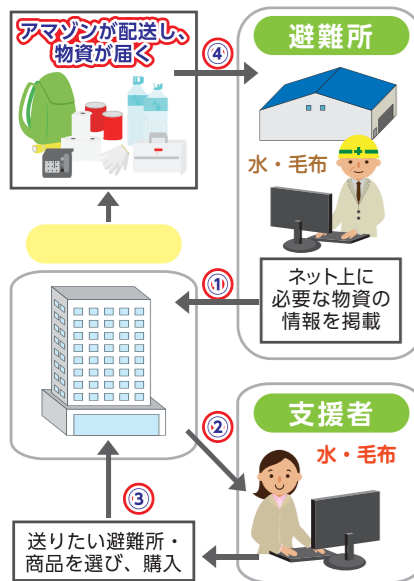 アマゾンが配送し、
物資が届く
④
避難所
水・毛布
①
ネット上に
必要な物資の
情報を掲載
②
支援者
水・毛布
③
送りたい避難所・
商品を選び、購入